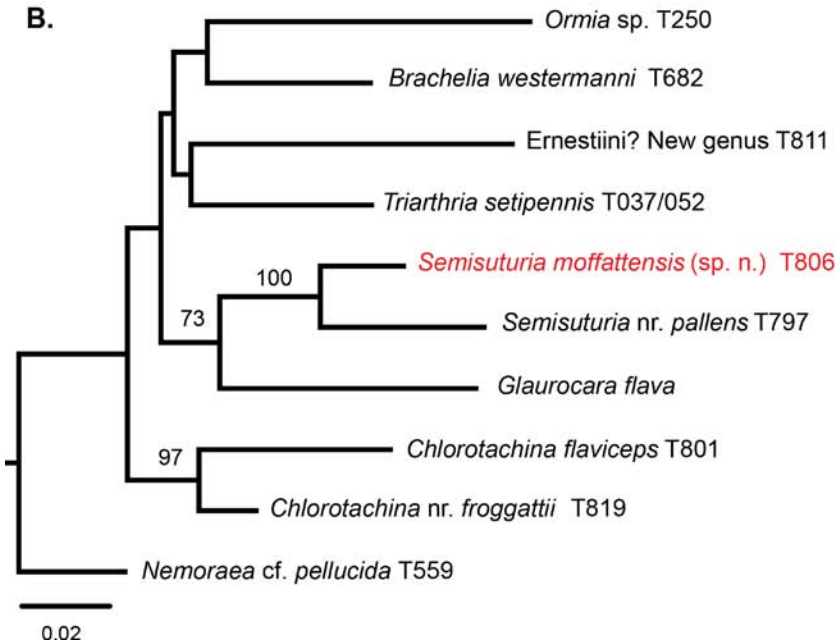 B.
Ormia sp. T250
Brachelia westermanni T682
Ernestiini? New genus T811
Triarthria setipennis T037/052
Semisuturia moffattensis (sp. n.) T806
100
Semisuturia nr. pallens T797
73
Glaurocara flava
Chlorotachina flaviceps T801
97
Chlorotachina nr. froggattii T819
Nemoraea cf. pellucida T559
0.02